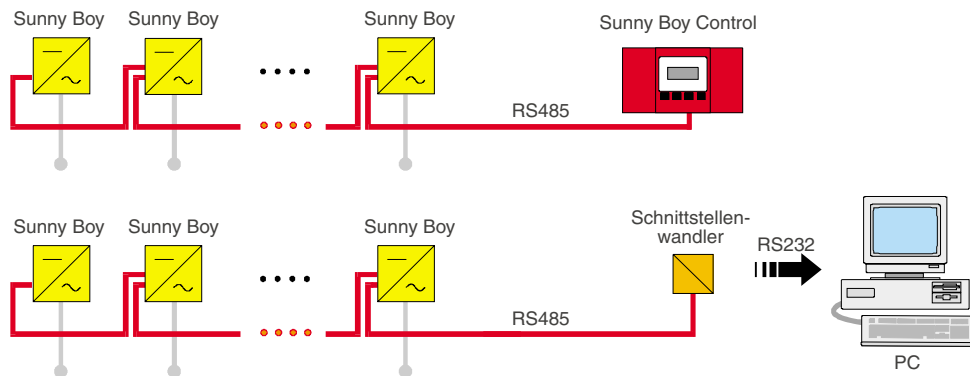 Sunny Boy
Sunny Boy
Sunny Boy
Sunny Boy Control
RS485
Sunny Boy
Sunny Boy
Sunny Boy
Schnittstellen-
wandler
RS232
RS485
PC